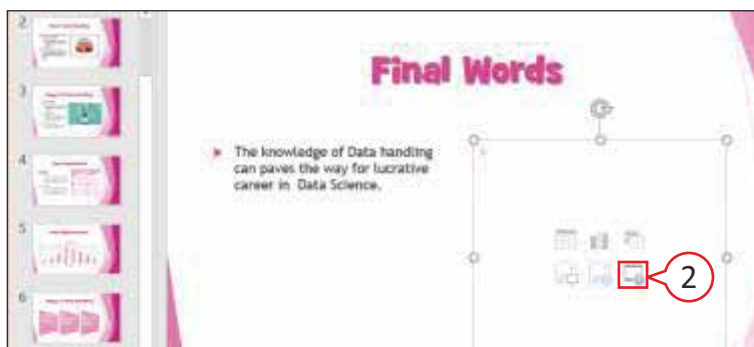 2
3
4
5
6
Final Words
The knowledge of Data handling
can paves the way for lucrative
career in Data Science.
2